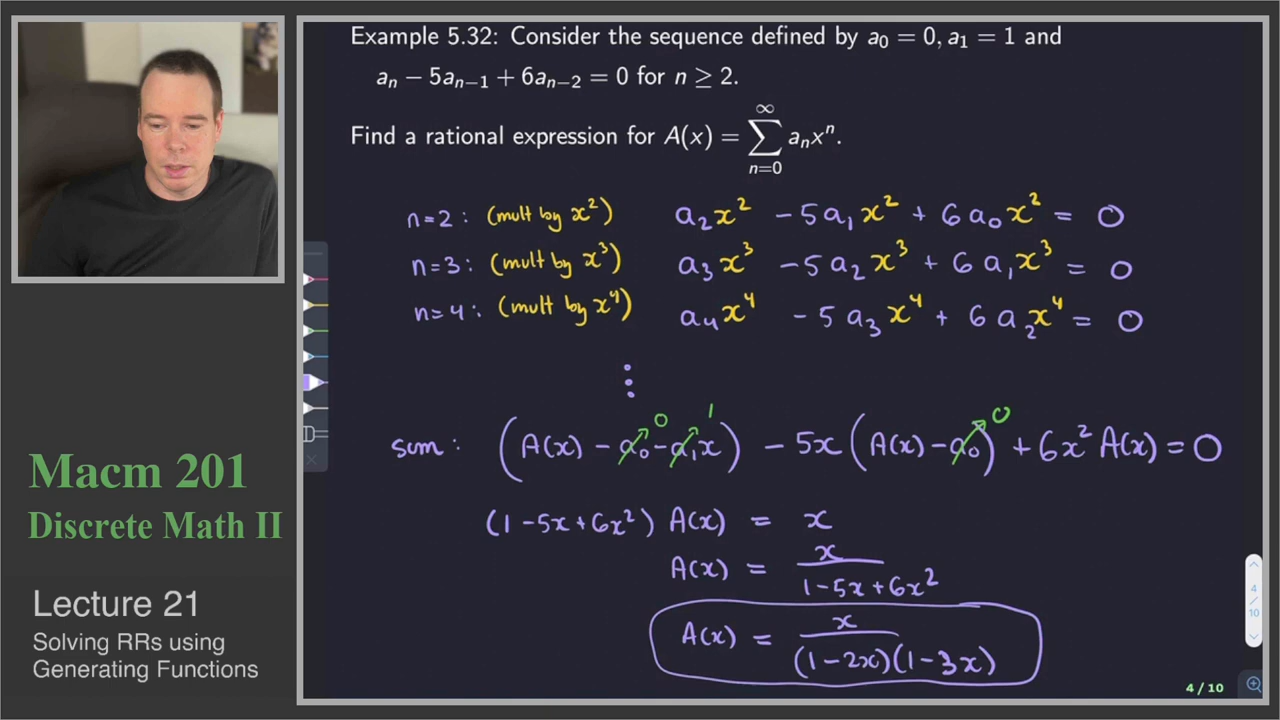 Example 5.32: Consider the sequence defined by a₀ = 0, a₁ = 1 and
aₙ − 5aₙ₋₁ + 6aₙ₋₂ = 0 for n ≥ 2.
Find a rational expression for A(x) = ∑_{n=0}^{∞} aₙxⁿ.
n=2: (mult by x²) a₂x² − 5a₁x² + 6a₀x² = 0
n=3: (mult by x³) a₃x³ − 5a₂x³ + 6a₁x³ = 0
n=4: (mult by x⁴) a₄x⁴ − 5a₃x⁴ + 6a₂x⁴ = 0
⋮
0 1 0
sum: (A(x) − a₀ − a₁x) − 5x(A(x) − a₀) + 6x²A(x) = 0
(1 − 5x + 6x²) A(x) = x
A(x) = x / (1 − 5x + 6x²)
A(x) = x / ((1 − 2x)(1 − 3x))
Macm 201
Discrete Math II
Lecture 21
Solving RRs using
Generating Functions
4
/
10
4 / 10